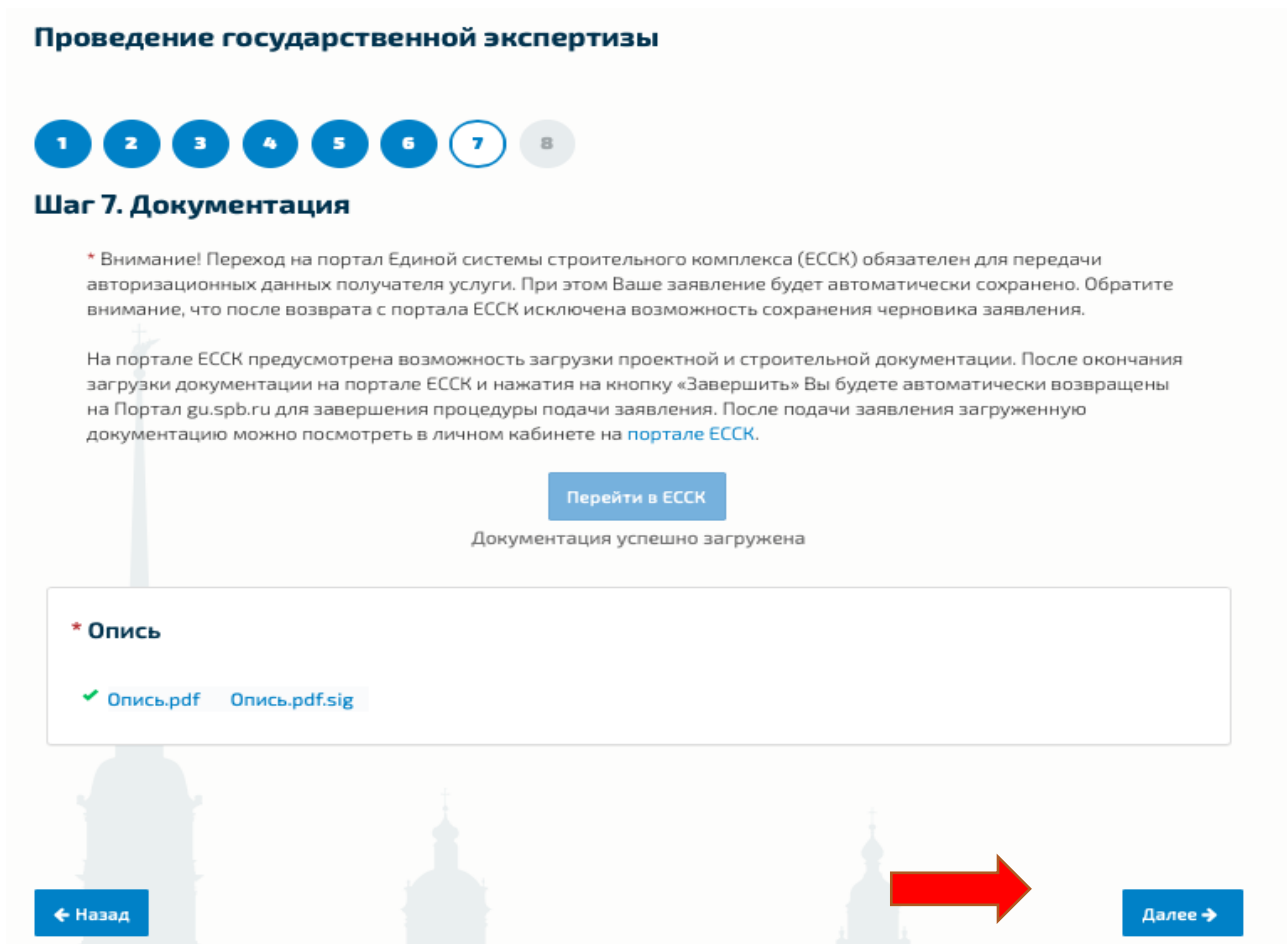 Проведение государственной экспертизы
1 2 3 4 5 6 7 8
Шаг 7. Документация
* Внимание! Переход на портал Единой системы строительного комплекса (ЕССК) обязателен для передачи
авторизационных данных получателя услуги. При этом Ваше заявление будет автоматически сохранено. Обратите
внимание, что после возврата с портала ЕССК исключена возможность сохранения черновика заявления.
На портале ЕССК предусмотрена возможность загрузки проектной и строительной документации. После окончания
загрузки документации на портале ЕССК и нажатия на кнопку «Завершить» Вы будете автоматически возвращены
на Портал gu.spb.ru для завершения процедуры подачи заявления. После подачи заявления загруженную
документацию можно посмотреть в личном кабинете на портале ЕССК.
Перейти в ЕССК
Документация успешно загружена
* Опись
Опись.pdf Опись.pdf.sig
← Назад
Далее →